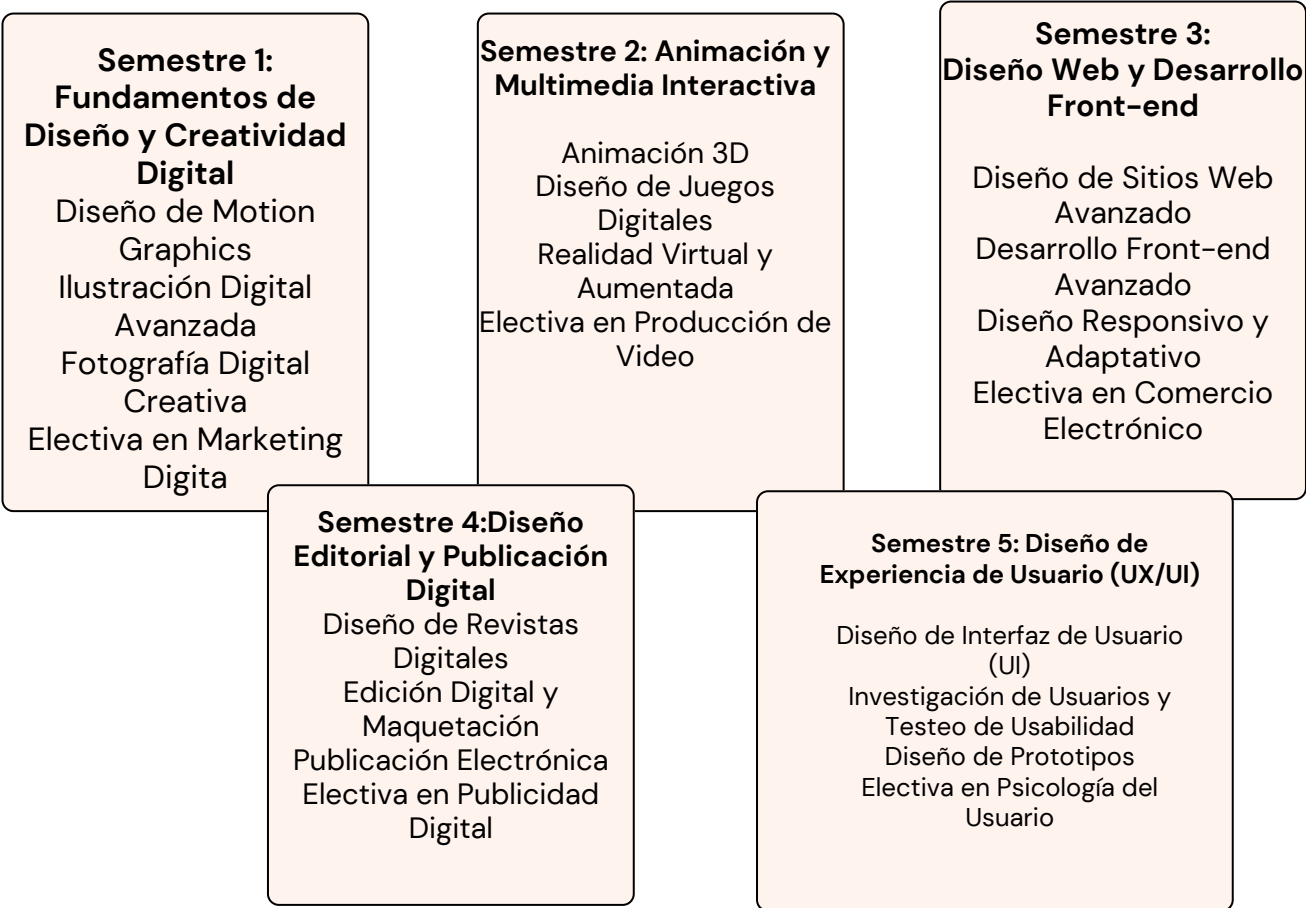 Semestre 1:
Fundamentos de
Diseño y Creatividad
Digital
Diseño de Motion
Graphics
Ilustración Digital
Avanzada
Fotografía Digital
Creativa
Electiva en Marketing
Digita
Semestre 2: Animación y
Multimedia Interactiva
Animación 3D
Diseño de Juegos
Digitales
Realidad Virtual y
Aumentada
Electiva en Producción de
Video
Semestre 3:
Diseño Web y Desarrollo
Front-end
Diseño de Sitios Web
Avanzado
Desarrollo Front-end
Avanzado
Diseño Responsivo y
Adaptativo
Electiva en Comercio
Electrónico
Semestre 4:Diseño
Editorial y Publicación
Digital
Diseño de Revistas
Digitales
Edición Digital y
Maquetación
Publicación Electrónica
Electiva en Publicidad
Digital
Semestre 5: Diseño de
Experiencia de Usuario (UX/UI)
Diseño de Interfaz de Usuario
(UI)
Investigación de Usuarios y
Testeo de Usabilidad
Diseño de Prototipos
Electiva en Psicología del
Usuario